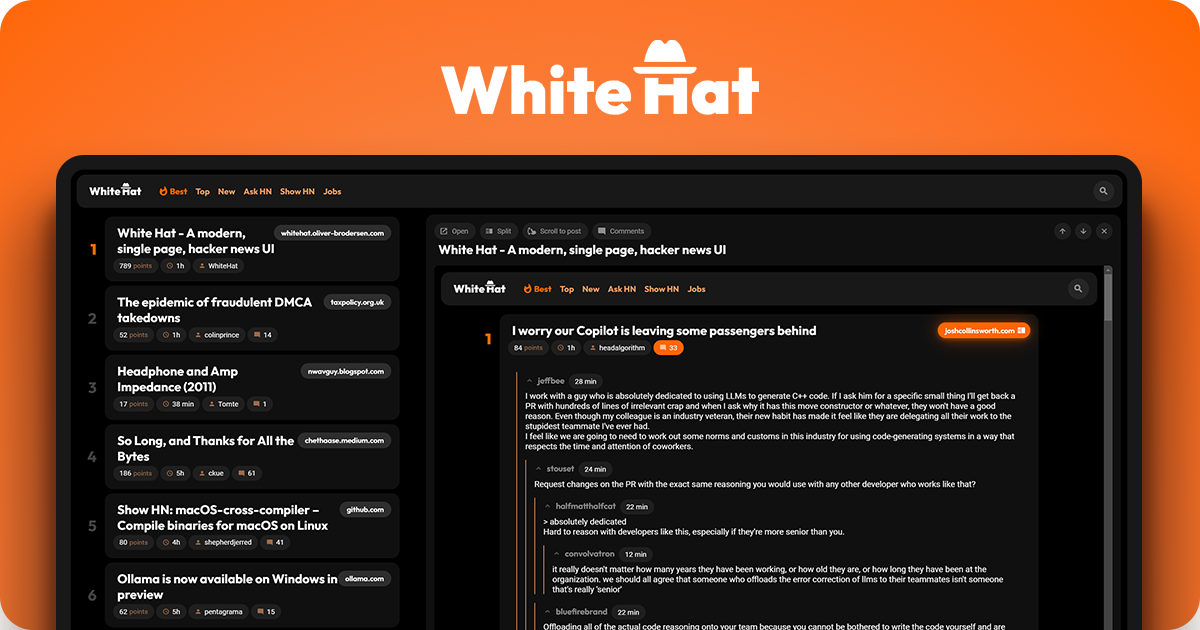 White Hat
White Hat
Best Top New Ask HN Show HN Jobs
1
White Hat - A modern,
single page, hacker news UI
whitehat.oliver-brodersen.com
789 points 1h WhiteHat
2
The epidemic of fraudulent DMCA
takedowns
taxpolicy.org.uk
52 points 1h colinprince 14
3
Headphone and Amp
Impedance (2011)
nwavguy.blogspot.com
17 points 38 min Tomte 1
4
So Long, and Thanks for All the
Bytes
chethaase.medium.com
186 points 5h ckue 61
5
Show HN: macOS-cross-compiler –
Compile binaries for macOS on Linux
github.com
80 points 4h shepherdjerred 41
6
Ollama is now available on Windows in
preview
ollama.com
62 points 5h pentagrama 15
Open Split Scroll to post Comments
White Hat - A modern, single page, hacker news UI
White Hat
Best Top New Ask HN Show HN Jobs
1
I worry our Copilot is leaving some passengers behind
joshcollinsworth.com
84 points 1h headalgorithm 33
jeffbee 28 min
I work with a guy who is absolutely dedicated to using LLMs to generate C++ code. If I ask him for a specific small thing I'll get back a
PR with hundreds of lines of irrelevant crap and when I ask why it has this move constructor or whatever, they won't have a good
reason. Even though my colleague is an industry veteran, their new habit has made it feel like they are delegating all their work to the
stupidest teammate I've ever had.
I feel like we are going to need to work out some norms and customs in this industry for using code-generating systems in a way that
respects the time and attention of coworkers.
stouset 24 min
Request changes on the PR with the exact same reasoning you would use with any other developer who works like that?
halfmatthalfcat 22 min
> absolutely dedicated
Hard to reason with developers like this, especially if they're more senior than you.
convolvatron 12 min
it really doesn't matter how many years they have been working, or how old they are, or how long they have been at the
organization. we should all agree that someone who offloads the error correction of llms to their teammates isn't someone
that's really 'senior'
bluefirebrand 22 min
Offloading all of the actual code reasoning onto your team because you cannot be bothered to write the code yourself and are